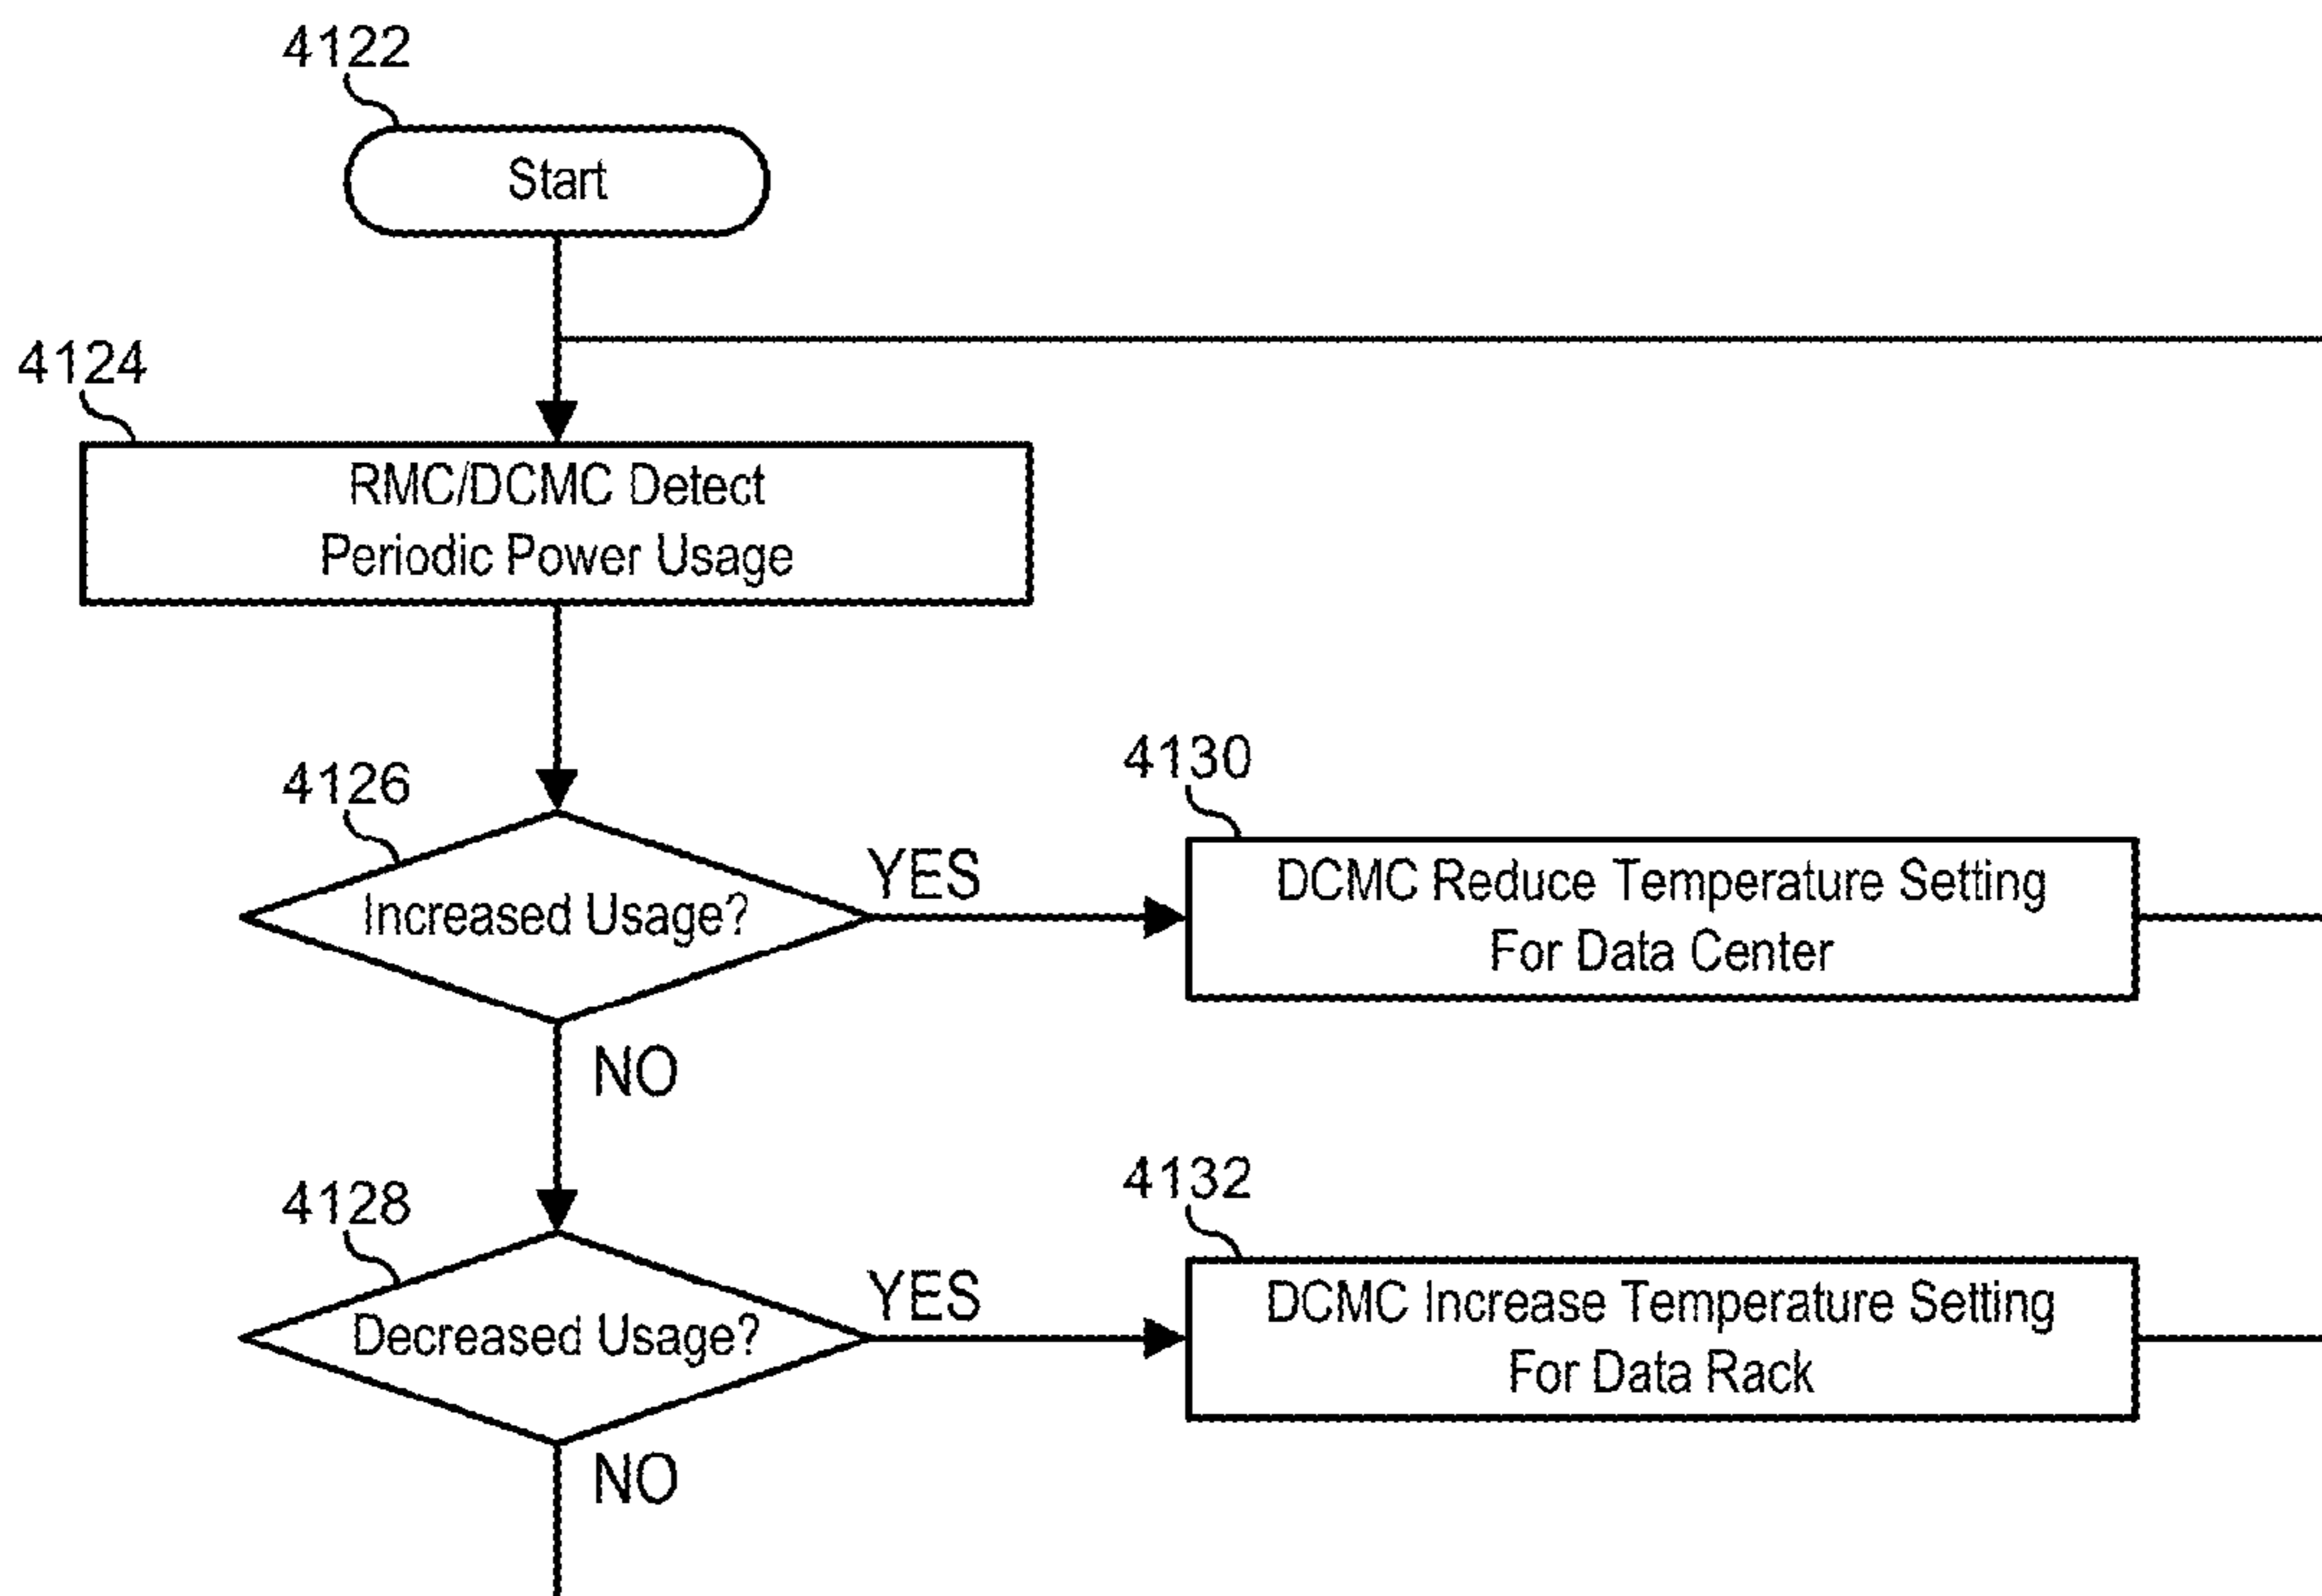 4122
Start
4124
RMC/DCMC Detect
Periodic Power Usage
4126
Increased Usage?
YES
NO
4130
DCMC Reduce Temperature Setting
For Data Center
4128
Decreased Usage?
YES
NO
4132
DCMC Increase Temperature Setting
For Data Rack